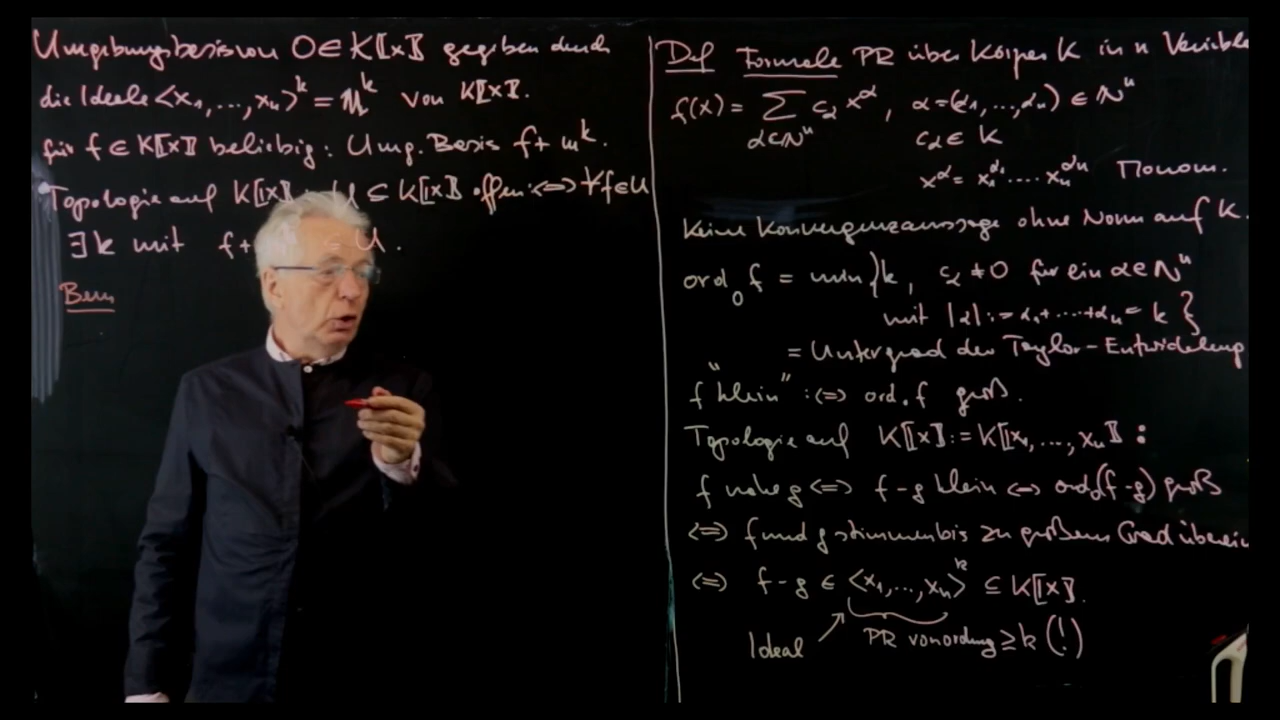 Umgebungsbasis von 0 ∈ K⟦x⟧ gegeben durch
die Ideale <x₁,...,xₙ>ᵏ = mᵏ von K⟦x⟧.
für f ∈ K⟦x⟧ beliebig: Umg. Basis f + mᵏ.
Topologie auf K⟦x⟧ U ⊆ K⟦x⟧ offen :⇔ ∀f∈U
∃k mit f+ U.
Bem
Def Formale PR über Körper K in n Variable
f(x) = ∑ c_α x^α, α = (α₁,...,αₙ) ∈ ℕⁿ
α∈ℕⁿ c_α ∈ K
x^α = x₁^α₁ · ... · xₙ^αₙ Monom.
Keine Konvergenzaussage ohne Norm auf K.
ord₀ f = min {k, c_α ≠ 0 für ein α∈ℕⁿ
mit |α| := α₁+...+αₙ = k }
= Untergrad der Taylor-Entwickelung
f "klein" :⇔ ord₀ f groß.
Topologie auf K⟦x⟧ := K⟦x₁,...,xₙ⟧ :
f nahe g ⇔ f-g klein ⇔ ord₀(f-g) groß
⇔ f und g stimmen bis zu großem Grad überein
⇔ f-g ∈ <x₁,...,xₙ>ᵏ ⊆ K⟦x⟧.
Ideal PR von ordnung ≥ k (!)